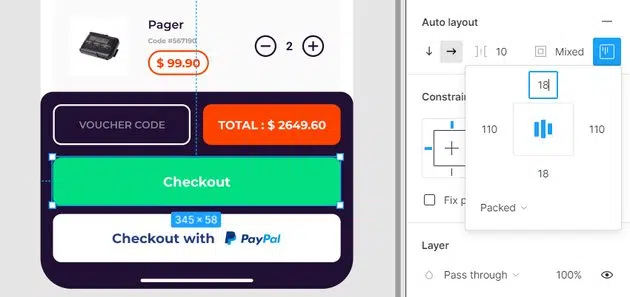 Pager
Code #567190
$ 99.90
2
VOUCHER CODE
TOTAL : $ 2649.60
Checkout
345 × 58
Checkout with PayPal
Auto layout
10
Mixed
18
110
110
18
Packed
Constrai
Fix p
Layer
Pass through
100%